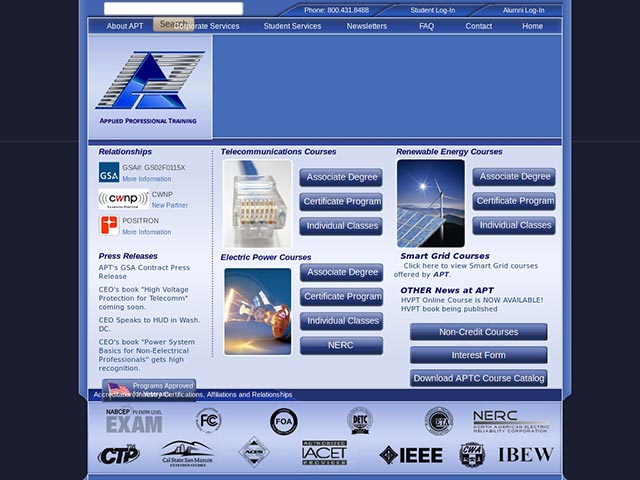 Phone: 800.431.8488
Student Log-In
Alumni Log-In
Search
About APT
Corporate Services
Student Services
Newsletters
FAQ
Contact
Home
APPLIED PROFESSIONAL TRAINING
Relationships
GSA
GSA#: GS02F0115X
More Information
cwnp
LEARNING PARTNER
CWNP
New Partner
POSITRON
More Information
Press Releases
APT's GSA Contract Press
Release
CEO's book "High Voltage
Protection for Telecomm"
coming soon.
CEO Speaks to HUD in Wash.
DC.
CEO's book "Power System
Basics for Non-Eelectrical
Professionals" gets high
recognition.
Programs Approved
for Veterans
Telecommunications Courses
Associate Degree
Certificate Program
Individual Classes
Electric Power Courses
Associate Degree
Certificate Program
Individual Classes
NERC
Renewable Energy Courses
Associate Degree
Certificate Program
Individual Classes
Smart Grid Courses
Click here to view Smart Grid courses
offered by APT.
OTHER News at APT
HVPT Online Course is NOW AVAILABLE!
HVPT book being published
Non-Credit Courses
Interest Form
Download APTC Course Catalog
Accreditation, Industry Certifications, Affiliations and Relationships
NABCEP PV ENTRY LEVEL
EXAM
FC
FOA
DETC
ISTA
NERC
NORTH AMERICAN ELECTRIC
RELIABILITY CORPORATION
CTP
TM
Cal State San Marcos
EXTENDED STUDIES
ACES
AUTHORIZED
IACET
PROVIDER
IEEE
CWA
IBEW